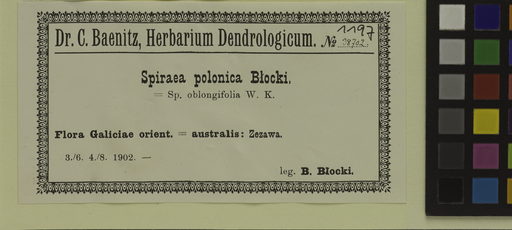 1197
Dr. C. Baenitz, Herbarium Dendrologicum. №
Spiraea polonica Błocki.
= Sp. oblongifolia W. K.
Flora Galiciae orient. = australis: Zezawa.
3./6. 4./8. 1902. —
leg. B. Błocki.